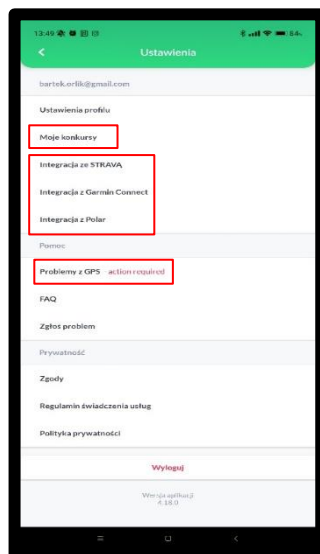 13:49 84%
Ustawienia
bartek.orlik@gmail.com
Ustawienia profilu
Moje konkursy
Integracja ze STRAVĄ
Integracja z Garmin Connect
Integracja z Polar
Pomoc
Problemy z GPS action required
FAQ
Zgłoś problem
Prywatność
Zgody
Regulamin świadczenia usług
Polityka prywatności
Wyloguj
Wersja aplikacji
4.18.0